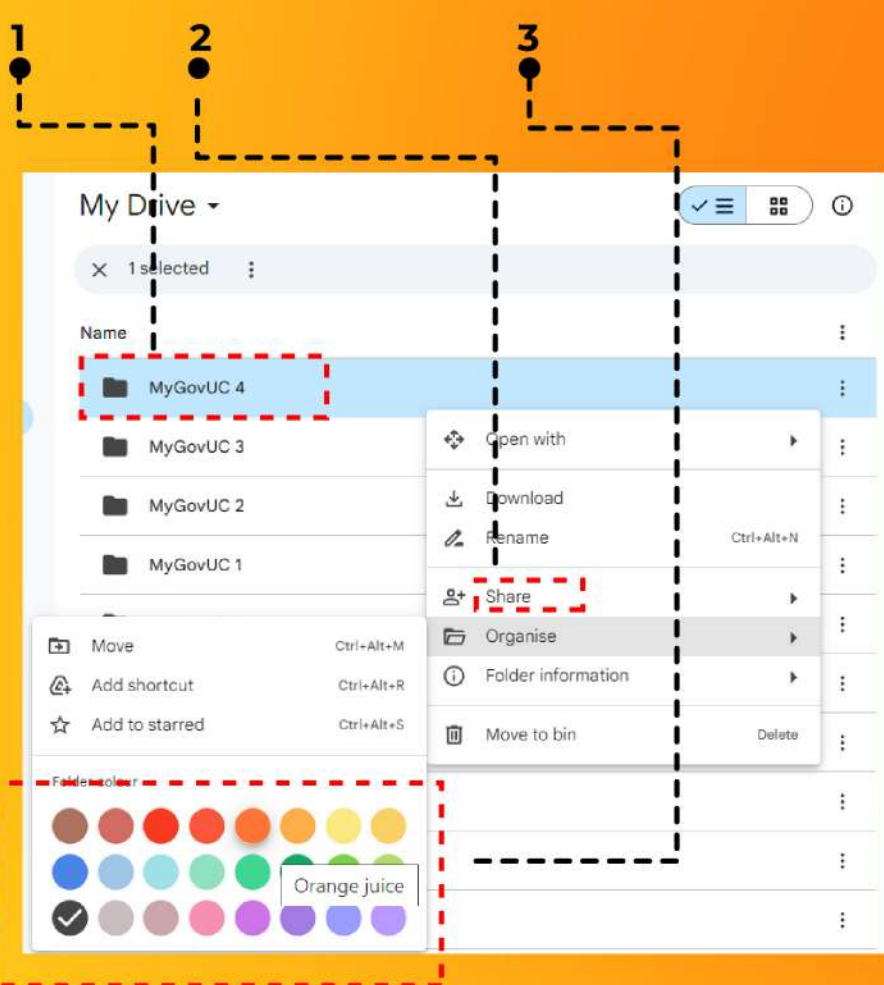 1 2 3
My Drive
1 selected
Name
MyGovUC 4
MyGovUC 3
MyGovUC 2
MyGovUC 1
Open with
Download
Rename Ctrl+Alt+N
Share
Organise
Folder information
Move to bin Delete
Move Ctrl+Alt+M
Add shortcut Ctrl+Alt+R
Add to starred Ctrl+Alt+S
Folder colour
Orange juice